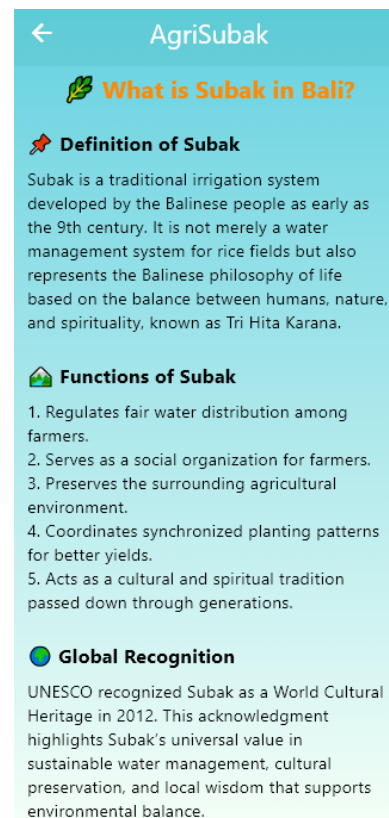 AgriSubak
What is Subak in Bali?
Definition of Subak
Subak is a traditional irrigation system
developed by the Balinese people as early as
the 9th century. It is not merely a water
management system for rice fields but also
represents the Balinese philosophy of life
based on the balance between humans, nature,
and spirituality, known as Tri Hita Karana.
Functions of Subak
1. Regulates fair water distribution among
farmers.
2. Serves as a social organization for farmers.
3. Preserves the surrounding agricultural
environment.
4. Coordinates synchronized planting patterns
for better yields.
5. Acts as a cultural and spiritual tradition
passed down through generations.
Global Recognition
UNESCO recognized Subak as a World Cultural
Heritage in 2012. This acknowledgment
highlights Subak's universal value in
sustainable water management, cultural
preservation, and local wisdom that supports
environmental balance.